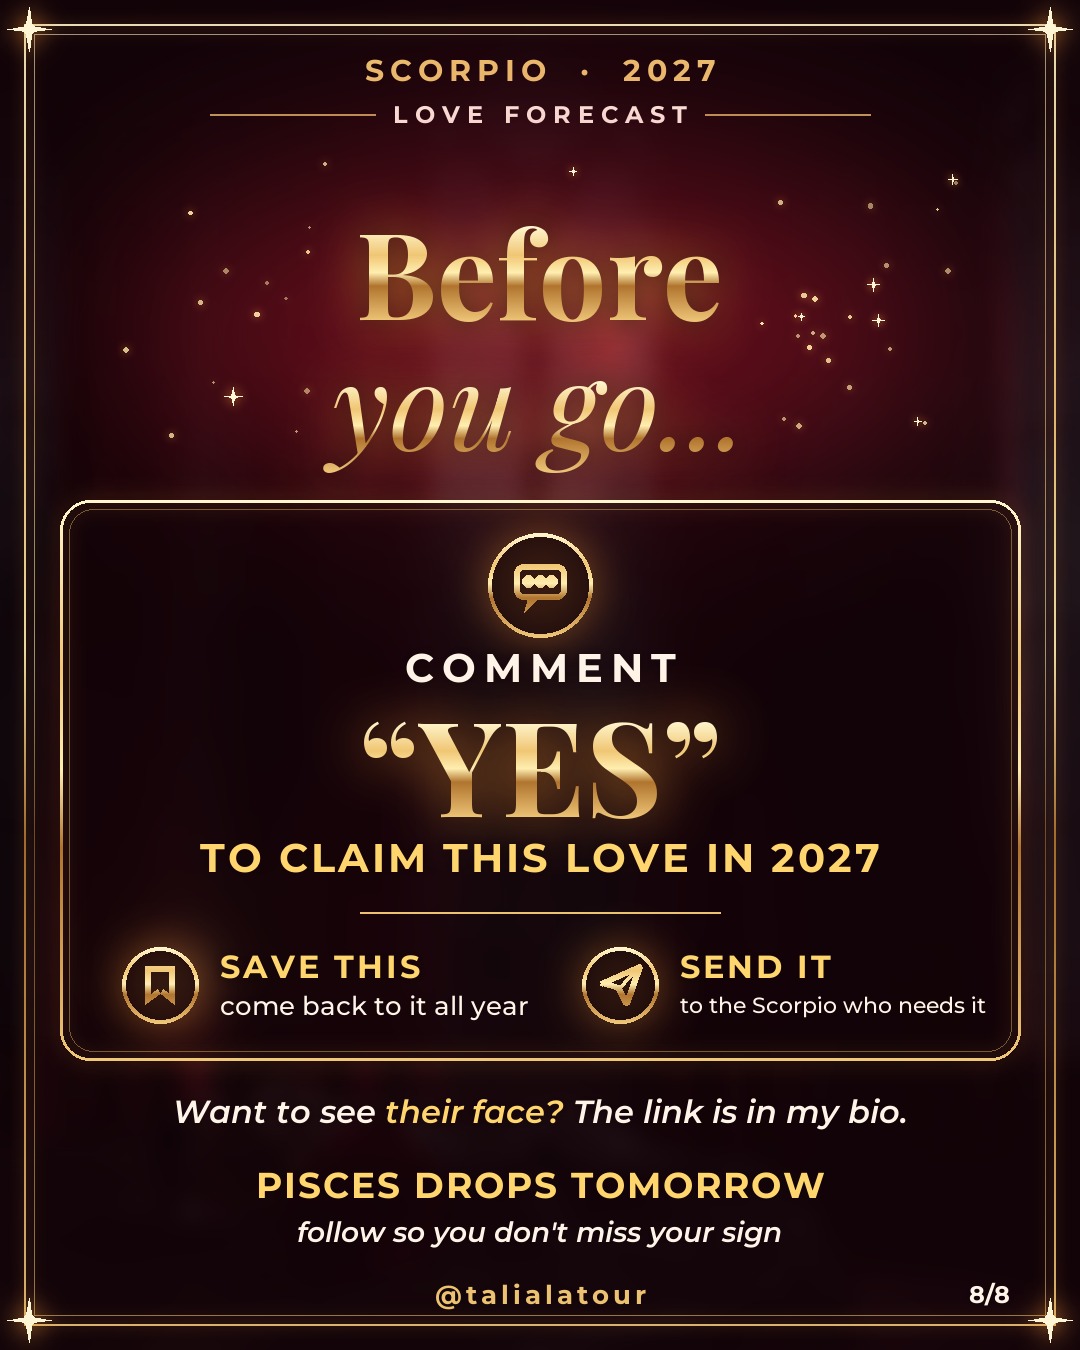 SCORPIO · 2027
LOVE FORECAST
Before
you go...
COMMENT
“YES”
TO CLAIM THIS LOVE IN 2027
SAVE THIS
come back to it all year
SEND IT
to the Scorpio who needs it
Want to see their face? The link is in my bio.
PISCES DROPS TOMORROW
follow so you don't miss your sign
@talialatour
8/8